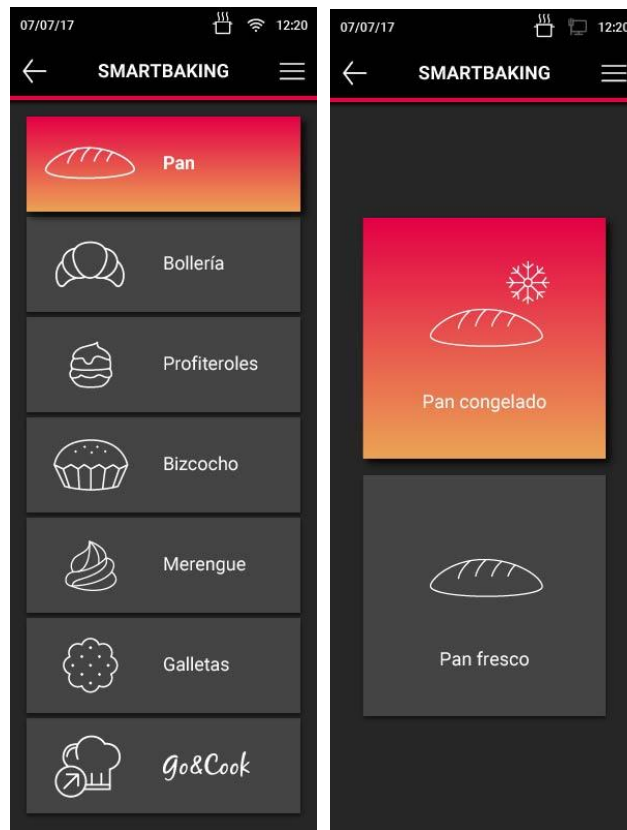 07/07/17 12:20
SMARTBAKING
Pan
Bollería
Profiteroles
Bizcocho
Merengue
Galletas
Go&Cook
07/07/17 12:20
SMARTBAKING
Pan congelado
Pan fresco